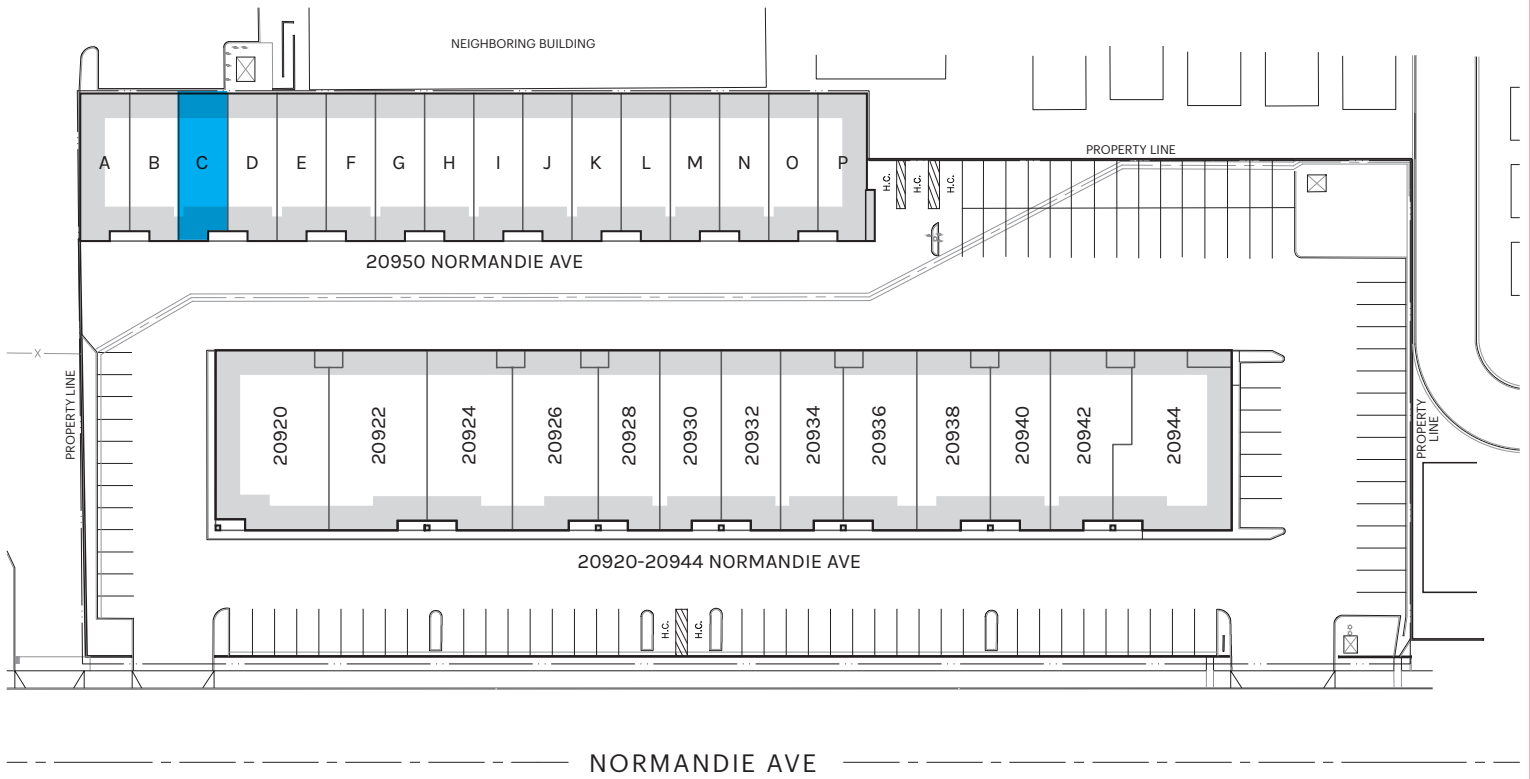 NEIGHBORING BUILDING
PROPERTY LINE
A B C D E F G H I J K L M N O P
H.C. H.C. H.C.
20950 NORMANDIE AVE
X
PROPERTY LINE
20920 20922 20924 20926 20928 20930 20932 20934 20936 20938 20940 20942 20944
PROPERTY
LINE
20920-20944 NORMANDIE AVE
H.C. H.C.
NORMANDIE AVE